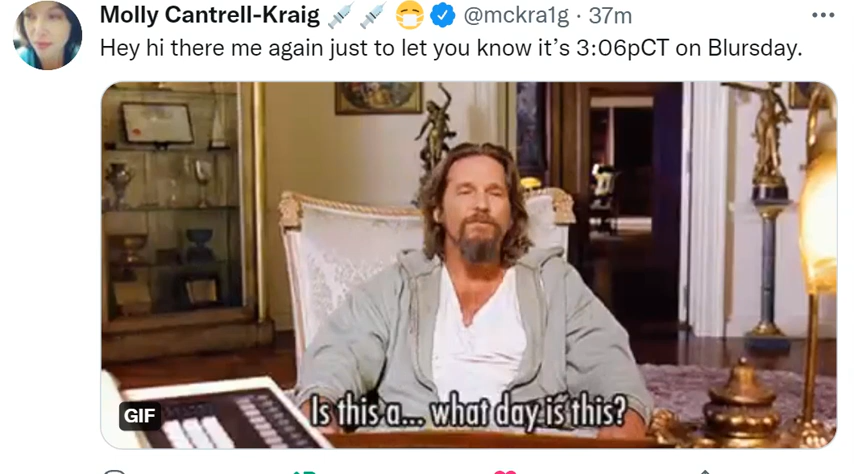 Molly Cantrell-Kraig 💉 💉 😷 @mckra1g · 37m
Hey hi there me again just to let you know it's 3:06pCT on Blursday.
Is this a... what day is this?
GIF